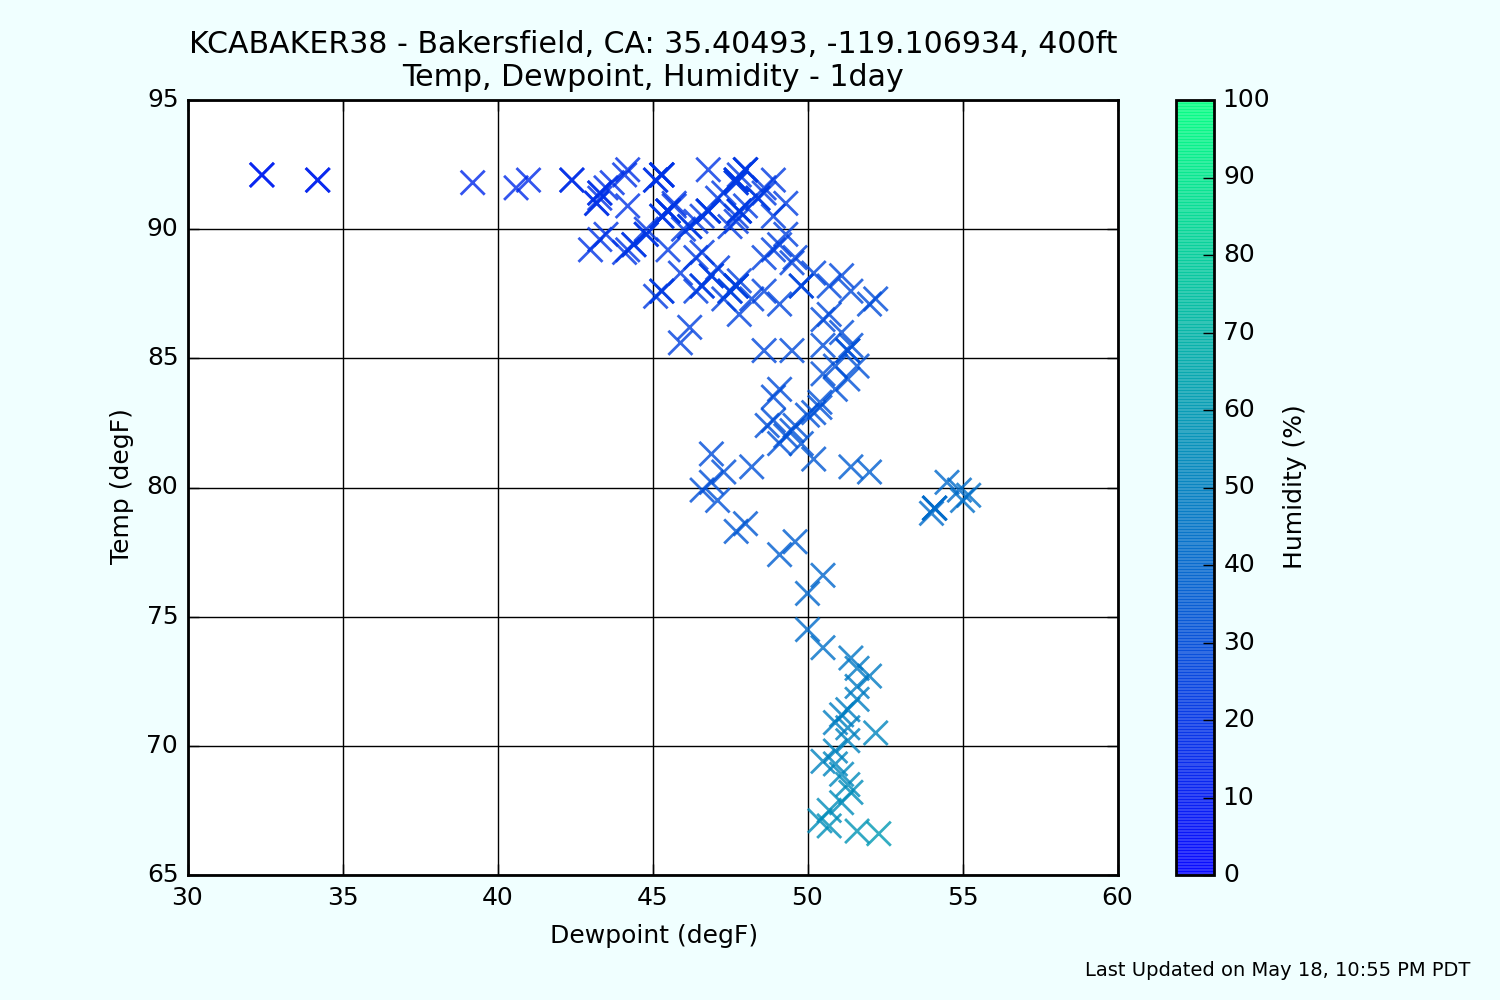 KCABAKER38 - Bakersfield, CA: 35.40493, -119.106934, 400ft
Temp, Dewpoint, Humidity - 1day
95
90
85
80
75
70
65
Temp (degF)
30 35 40 45 50 55 60
Dewpoint (degF)
100
90
80
70
60
50
40
30
20
10
0
Humidity (%)
Last Updated on May 18, 10:55 PM PDT